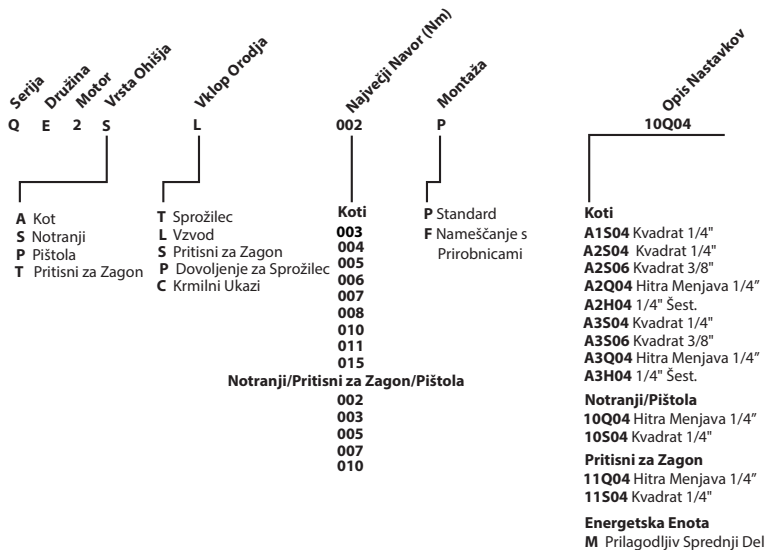 Serija
Družina
Motor
Vrsta Ohišja
Vklop Orodja
Največji Navor (Nm)
Montaža
Opis Nastavkov
Q E 2 S L 002 P 10Q04
A Kot
S Notranji
P Pištola
T Pritisni za Zagon
T Sprožilec
L Vzvod
S Pritisni za Zagon
P Dovoljenje za Sprožilec
C Krmilni Ukazi
Koti
003
004
005
006
007
008
010
011
015
Notranji/Pritisni za Zagon/Pištola
002
003
005
007
010
P Standard
F Nameščanje s
Prirobnicami
Koti
A1S04 Kvadrat 1/4"
A2S04 Kvadrat 1/4"
A2S06 Kvadrat 3/8"
A2Q04 Hitra Menjava 1/4”
A2H04 1/4" Šest.
A3S04 Kvadrat 1/4"
A3S06 Kvadrat 3/8"
A3Q04 Hitra Menjava 1/4”
A3H04 1/4" Šest.
Notranji/Pištola
10Q04 Hitra Menjava 1/4”
10S04 Kvadrat 1/4"
Pritisni za Zagon
11Q04 Hitra Menjava 1/4”
11S04 Kvadrat 1/4"
Energetska Enota
M Prilagodljiv Sprednji Del